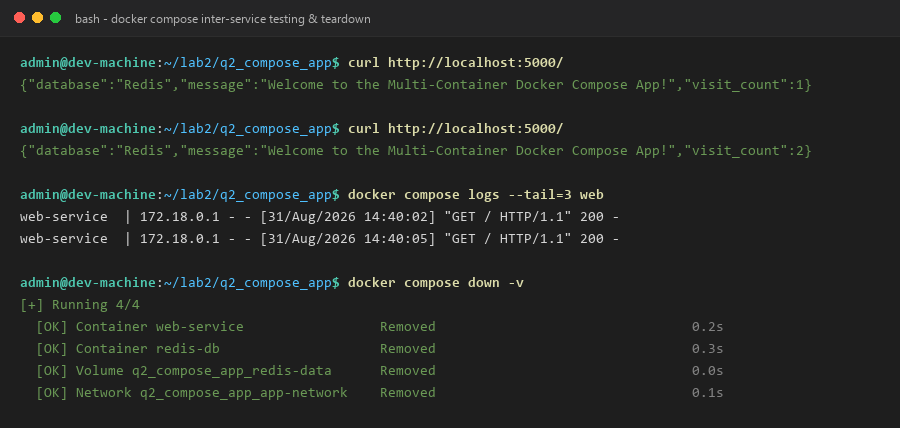 bash - docker compose inter-service testing & teardown
admin@dev-machine:~/lab2/q2_compose_app$ curl http://localhost:5000/
{"database":"Redis","message":"Welcome to the Multi-Container Docker Compose App!","visit_count":1}
admin@dev-machine:~/lab2/q2_compose_app$ curl http://localhost:5000/
{"database":"Redis","message":"Welcome to the Multi-Container Docker Compose App!","visit_count":2}
admin@dev-machine:~/lab2/q2_compose_app$ docker compose logs --tail=3 web
web-service  | 172.18.0.1 - - [31/Aug/2026 14:40:02] "GET / HTTP/1.1" 200 -
web-service  | 172.18.0.1 - - [31/Aug/2026 14:40:05] "GET / HTTP/1.1" 200 -
admin@dev-machine:~/lab2/q2_compose_app$ docker compose down -v
[+] Running 4/4
[OK] Container web-service Removed 0.2s
[OK] Container redis-db Removed 0.3s
[OK] Volume q2_compose_app_redis-data Removed 0.0s
[OK] Network q2_compose_app_app-network Removed 0.1s